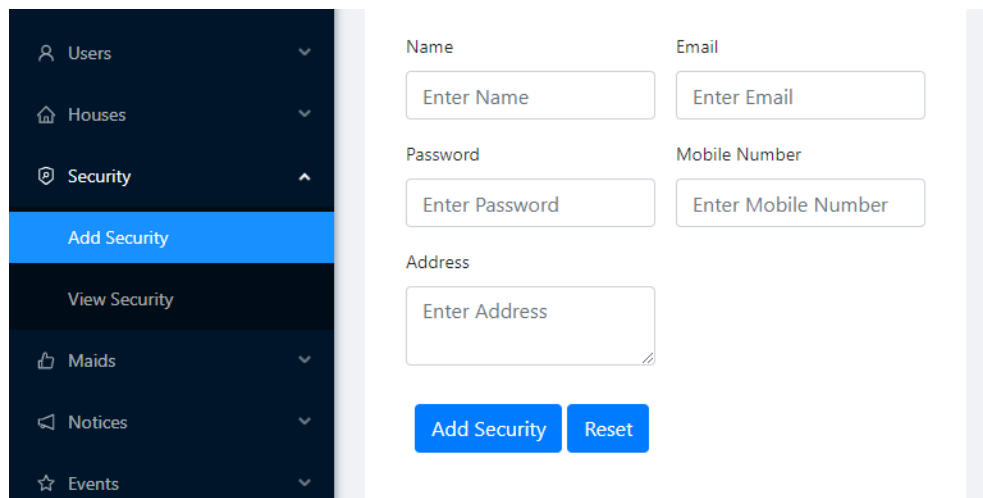 Users
Houses
Security
Add Security
View Security
Maids
Notices
Events
Name
Email
Enter Name
Enter Email
Password
Mobile Number
Enter Password
Enter Mobile Number
Address
Enter Address
Add Security
Reset